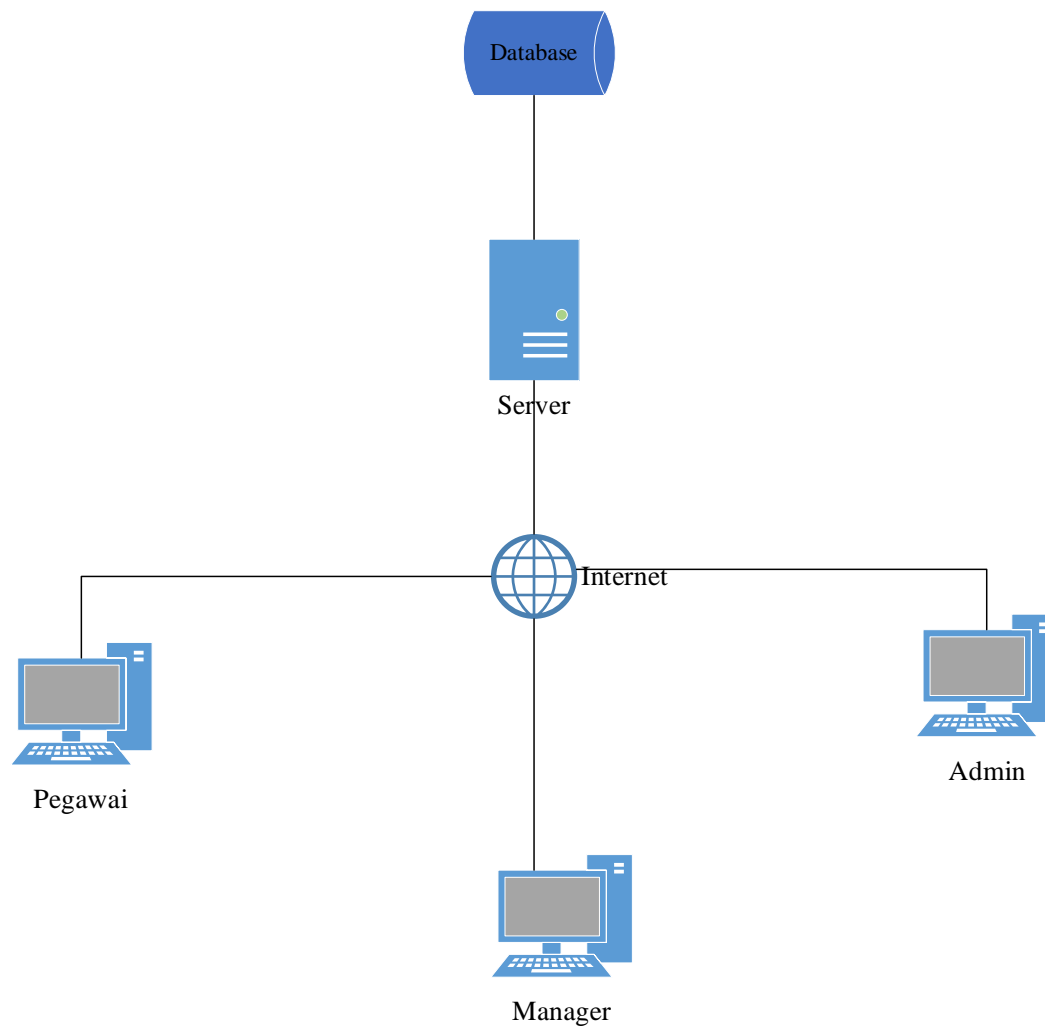 Database
Server
Internet
Pegawai
Admin
Manager